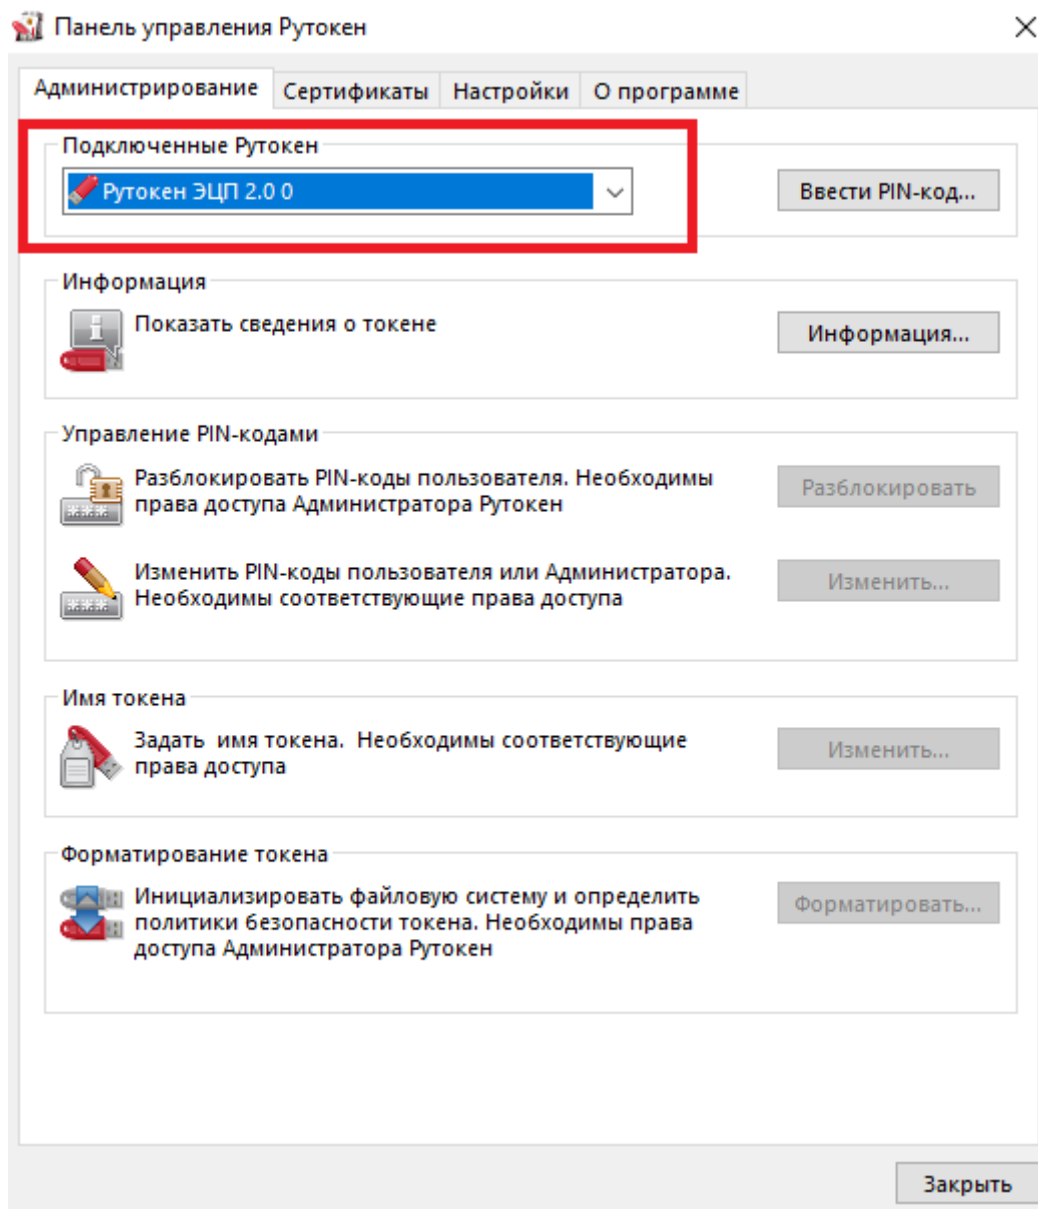 Панель управления Рутокен
Администрирование Сертификаты Настройки О программе
Подключенные Рутокен
Рутокен ЭЦП 2.0 0
Ввести PIN-код...
Информация
Показать сведения о токене
Информация...
Управление PIN-кодами
Разблокировать PIN-коды пользователя. Необходимы
права доступа Администратора Рутокен
Разблокировать
Изменить PIN-коды пользователя или Администратора.
Необходимы соответствующие права доступа
Изменить...
Имя токена
Задать имя токена. Необходимы соответствующие
права доступа
Изменить...
Форматирование токена
Инициализировать файловую систему и определить
политики безопасности токена. Необходимы права
доступа Администратора Рутокен
Форматировать...
Закрыть